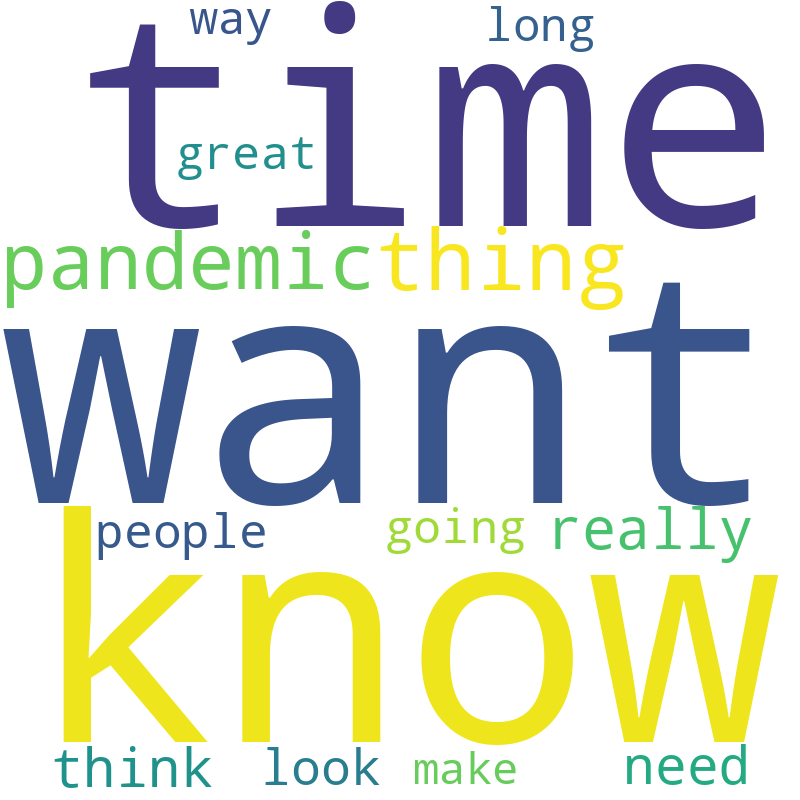 way long
time
great
pandemic thing
want
people going really
know
think look make need